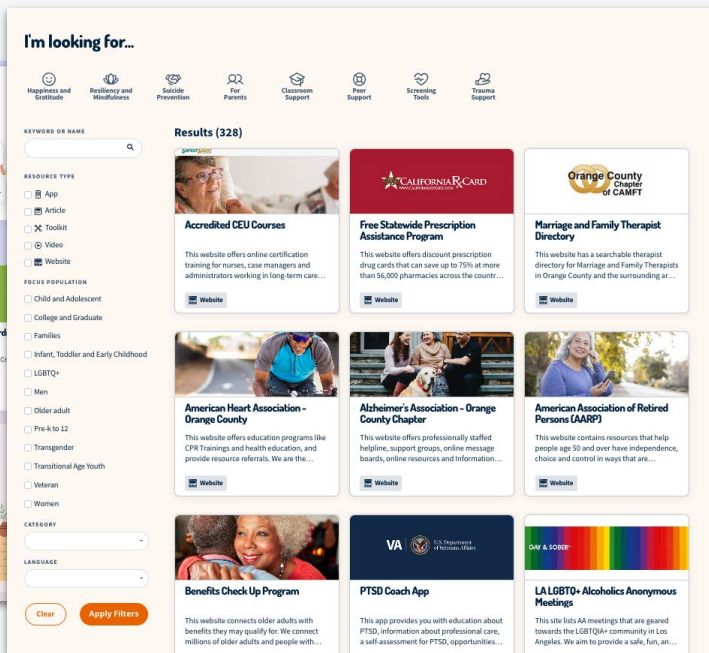 I'm looking for...
Happiness and
Gratitude
Resiliency and
Mindfulness
Suicide
Prevention
For
Parents
Classroom
Support
Peer
Support
Screening
Tools
Trauma
Support
KEYWORD OR NAME
RESOURCE TYPE
App
Article
Toolkit
Video
Website
FOCUS POPULATION
Child and Adolescent
College and Graduate
Families
Infant, Toddler and Early Childhood
LGBTQ+
Men
Older adult
Pre-k to 12
Transgender
Transitional Age Youth
Veteran
Women
CATEGORY
LANGUAGE
Clear
Apply Filters
Results (328)
Accredited CEU Courses
This website offers online certification
training for nurses, case managers and
administrators working in long-term care...
Website
CALIFORNIA RX CARD
WWW.CALIFORNIARXCARD.COM
Free Statewide Prescription
Assistance Program
This website offers discount prescription
drug cards that can save up to 75% at more
than 56,000 pharmacies across the countr...
Website
Orange County
Chapter
of CAMFT
Marriage and Family Therapist
Directory
This website has a searchable therapist
directory for Marriage and Family Therapists
in Orange County and the surrounding ar...
Website
American Heart Association -
Orange County
This website offers education programs like
CPR Trainings and health education, and
provide resource referrals. We are the...
Website
Alzheimer's Association - Orange
County Chapter
This website offers professionally staffed
helpline, support groups, online message
boards, online resources and Information...
Website
American Association of Retired
Persons (AARP)
This website contains resources that help
people age 50 and over have independence,
choice and control in ways that are...
Website
Benefits Check Up Program
This website connects older adults with
benefits they may qualify for. We connect
millions of older adults and people with...
VA
U.S. Department
of Veterans Affairs
PTSD Coach App
This app provides you with education about
PTSD, information about professional care,
a self-assessment for PTSD, opportunities...
GAY & SOBER
LA LGBTQ+ Alcoholics Anonymous
Meetings
This site lists AA meetings that are geared
towards the LGBTQIA+ community in Los
Angeles. We aim to provide a safe, fun, an...